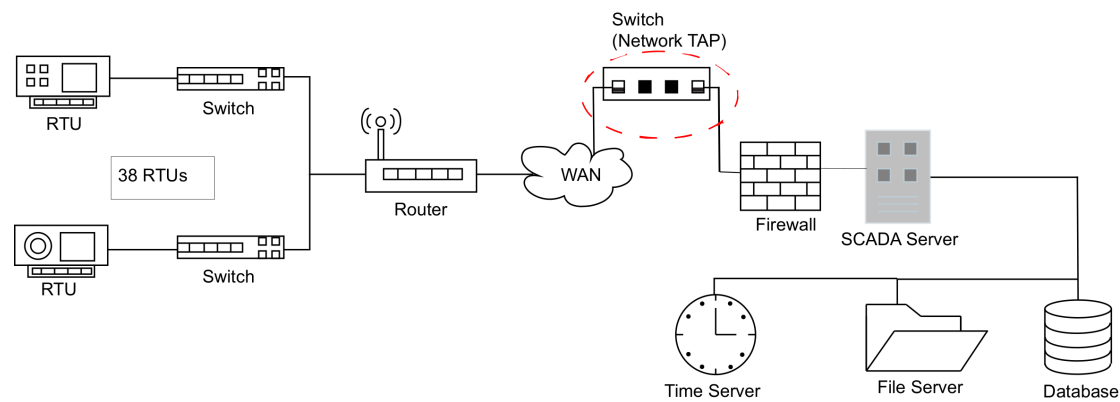 Switch
(Network TAP)
RTU
Switch
38 RTUs
Router
WAN
Firewall
SCADA Server
RTU
Switch
Time Server
File Server
Database